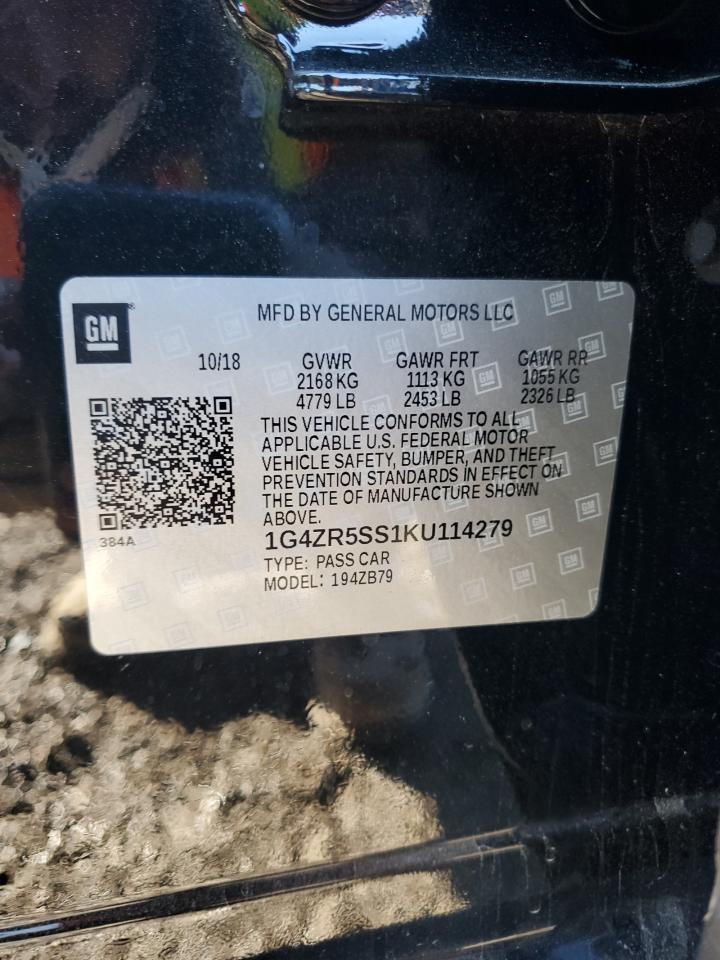 GM
MFD BY GENERAL MOTORS LLC
10/18 GVWR GAWR FRT GAWR RR
2168 KG 1113 KG 1055 KG
4779 LB 2453 LB 2326 LB
THIS VEHICLE CONFORMS TO ALL
APPLICABLE U.S. FEDERAL MOTOR
VEHICLE SAFETY, BUMPER, AND THEFT
PREVENTION STANDARDS IN EFFECT ON
THE DATE OF MANUFACTURE SHOWN
ABOVE.
384A
1G4ZR5SS1KU114279
TYPE: PASS CAR
MODEL: 194ZB79